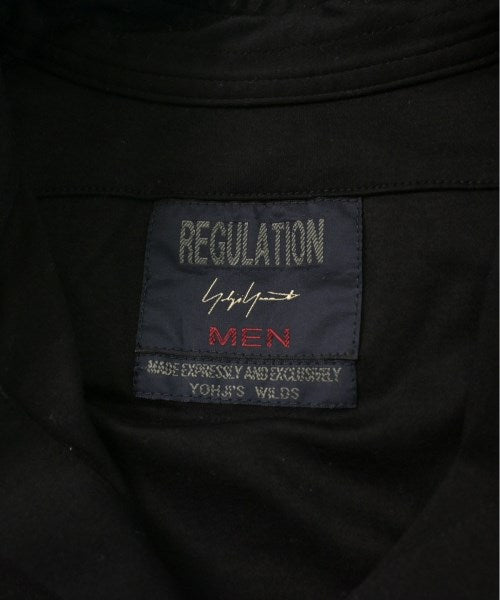 REGULATION
Yohji Yamamoto
MEN
MADE EXPRESSLY AND EXCLUSIVELY
YOHJI'S WILDS